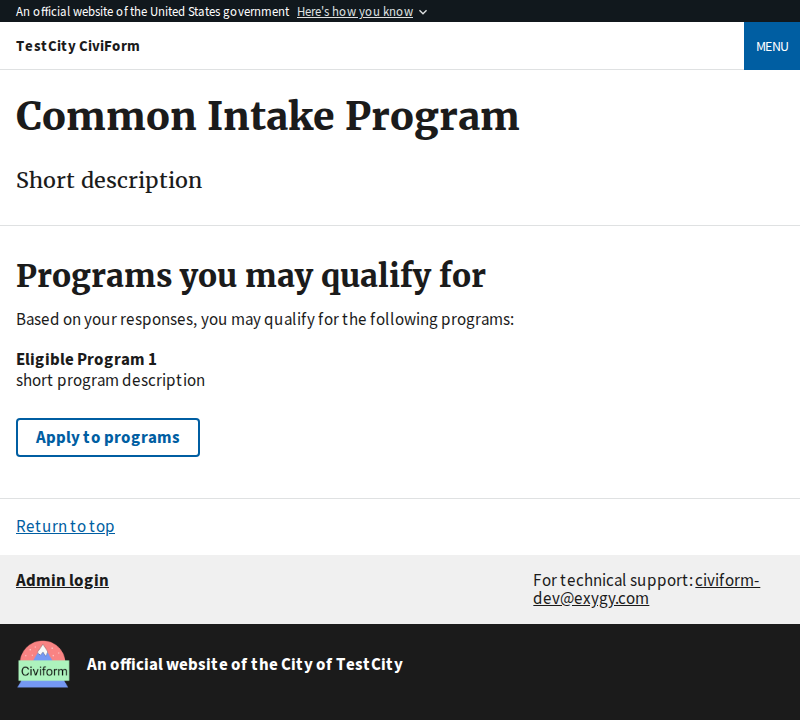 An official website of the United States government Here's how you know
TestCity CiviForm
MENU
Common Intake Program
Short description
Programs you may qualify for
Based on your responses, you may qualify for the following programs:
Eligible Program 1
short program description
Apply to programs
Return to top
Admin login
For technical support: civiform-
dev@exygy.com
Civiform
An official website of the City of TestCity